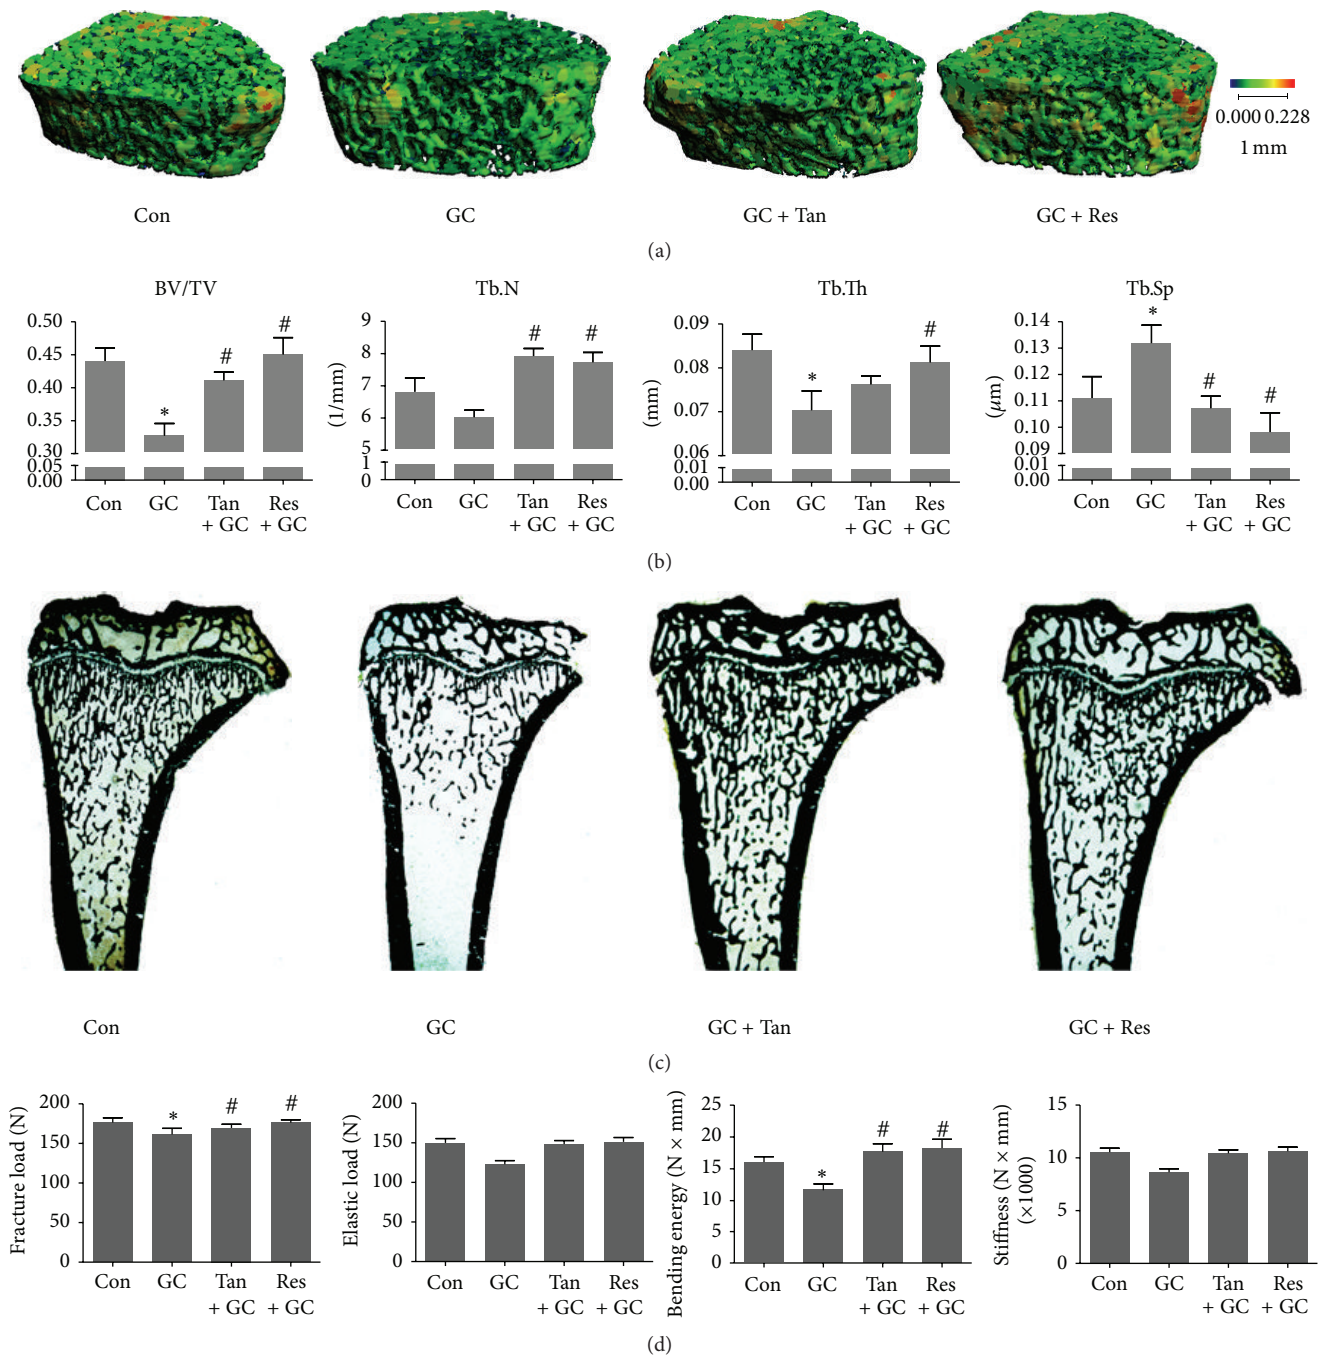 0.000 0.228
1 mm
Con GC GC + Tan GC + Res
(a)
BV/TV Tb.N Tb.Th Tb.Sp
0.50
0.45
0.40
0.35
0.30
0.05
0.00
* # #
Con GC Tan + GC Res + GC
(1/mm)
9
8
7
6
5
1
0
# #
Con GC Tan + GC Res + GC
(mm)
0.09
0.08
0.07
0.06
0.01
0.00
* #
Con GC Tan + GC Res + GC
(μm)
0.14
0.13
0.12
0.11
0.10
0.09
0.01
0.00
* # #
Con GC Tan + GC Res + GC
(b)
Con GC GC + Tan GC + Res
(c)
Fracture load (N)
200
150
100
50
0
* # #
Con GC Tan + GC Res + GC
Elastic load (N)
200
150
100
50
0
Con GC Tan + GC Res + GC
Bending energy (N × mm)
25
20
15
10
5
0
* # #
Con GC Tan + GC Res + GC
Stiffness (N × mm)
(×1000)
15
10
5
0
Con GC Tan + GC Res + GC
(d)